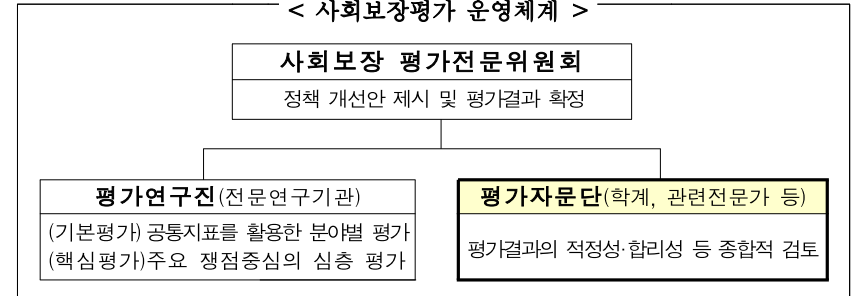 < 사회보장평가 운영체계 >
사회보장 평가전문위원회
정책 개선안 제시 및 평가결과 확정
평가연구진(전문연구기관)
(기본평가) 공통지표를 활용한 분야별 평가
(핵심평가)주요 쟁점중심의 심층 평가
평가자문단(학계, 관련전문가 등)
평가결과의 적정성·합리성 등 종합적 검토